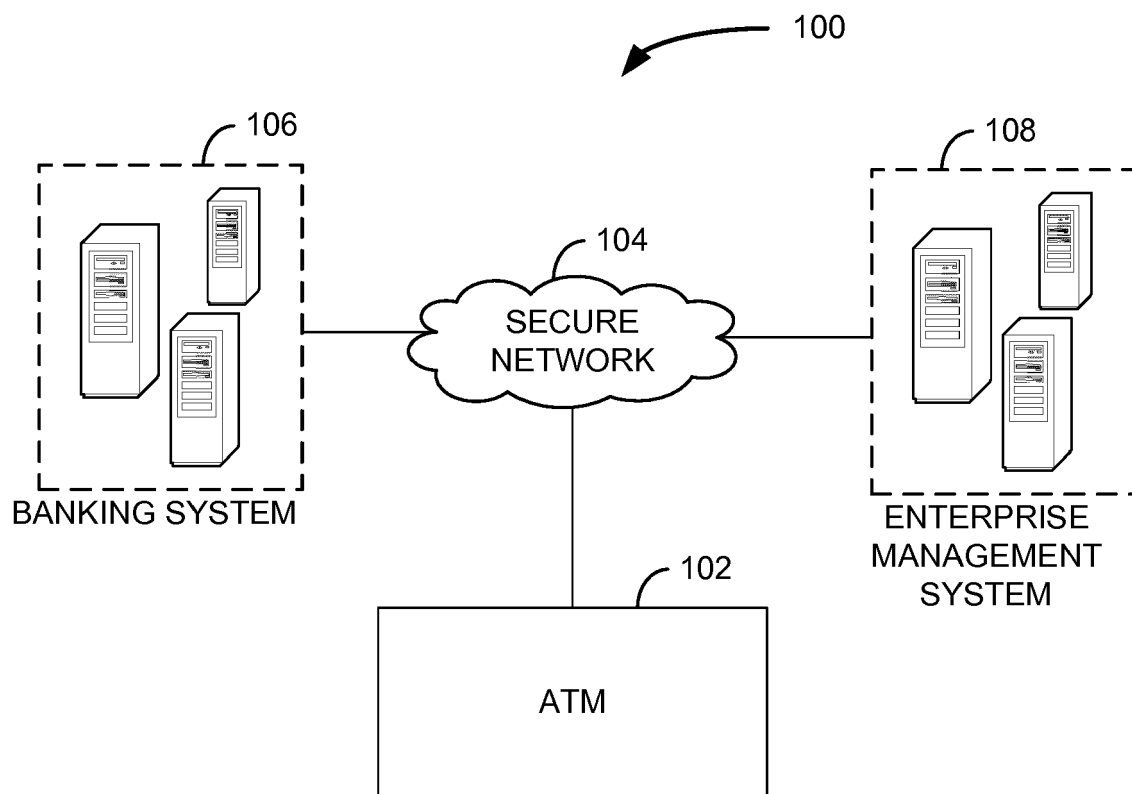 100
106
108
104
SECURE
NETWORK
BANKING SYSTEM
ENTERPRISE
MANAGEMENT
SYSTEM
102
ATM